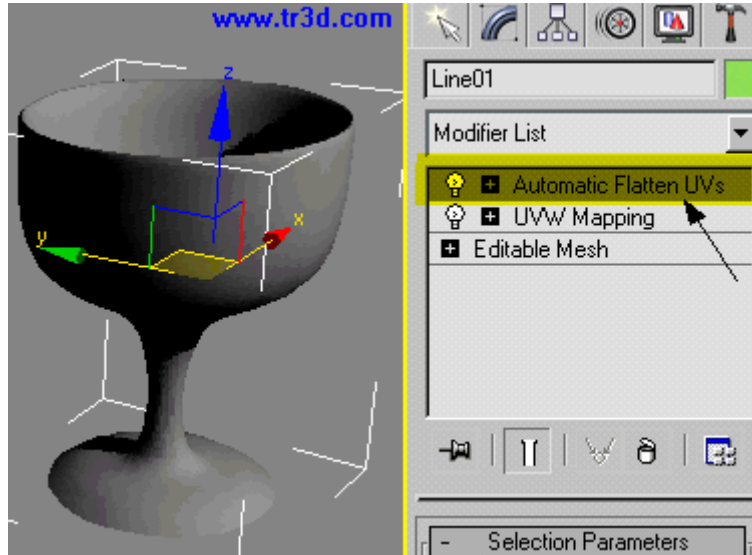 www.tr3d.com
z
x
y
Line01
Modifier List
Automatic Flatten UVs
UVW Mapping
Editable Mesh
- Selection Parameters